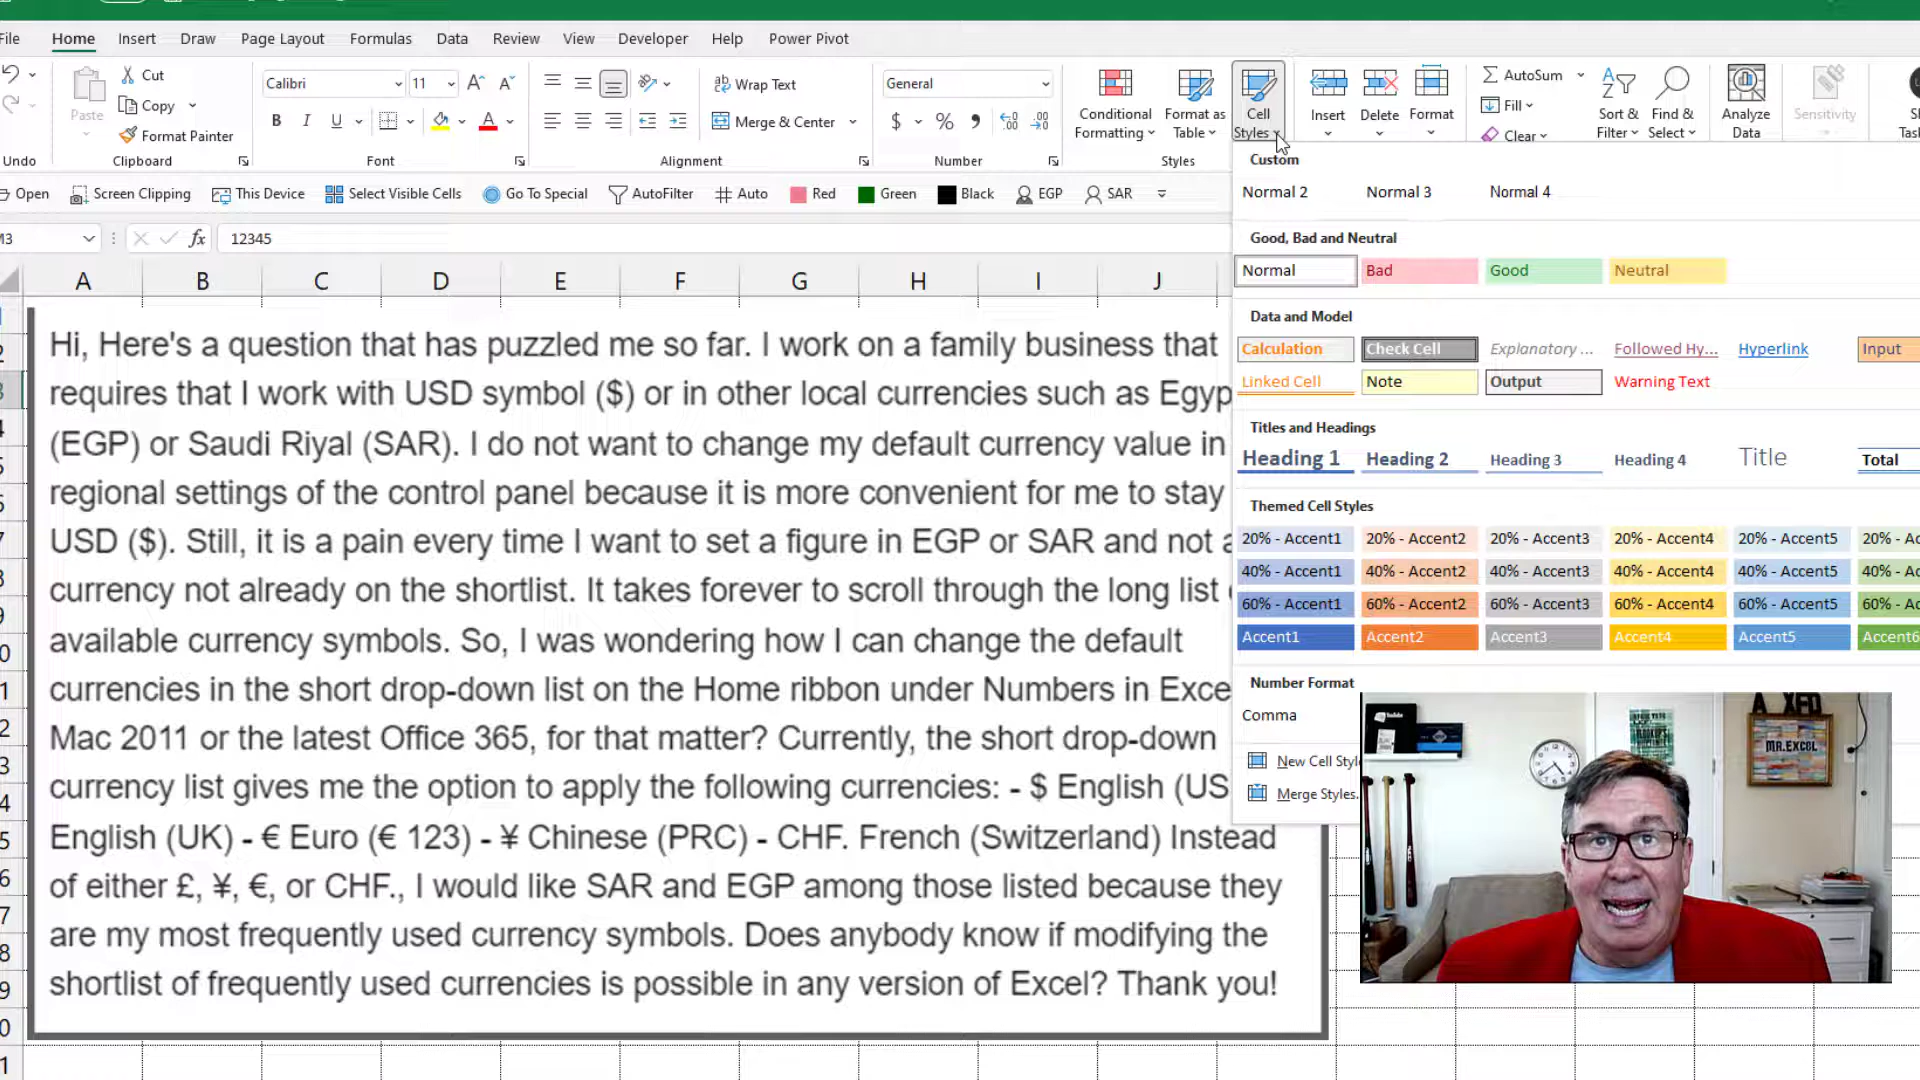 File Home Insert Draw Page Layout Formulas Data Review View Developer Help Power Pivot
Cut
Copy
Format Painter
Paste
Calibri 11
B I U
Wrap Text
Merge & Center
General
$ %
Conditional Formatting
Format as Table
Cell Styles
Insert Delete Format
AutoSum
Fill
Clear
Sort & Filter
Find & Select
Analyze Data
Sensitivity
Undo Font Alignment Number Styles
Open Screen Clipping This Device Select Visible Cells Go To Special AutoFilter Auto Red Green Black EGP SAR
fx 12345
A B C D E F G H I J
Hi, Here's a question that has puzzled me so far. I work on a family business that
requires that I work with USD symbol ($) or in other local currencies such as Egyp
(EGP) or Saudi Riyal (SAR). I do not want to change my default currency value in
regional settings of the control panel because it is more convenient for me to stay
USD ($). Still, it is a pain every time I want to set a figure in EGP or SAR and not a
currency not already on the shortlist. It takes forever to scroll through the long list
available currency symbols. So, I was wondering how I can change the default
currencies in the short drop-down list on the Home ribbon under Numbers in Exce
Mac 2011 or the latest Office 365, for that matter? Currently, the short drop-down
currency list gives me the option to apply the following currencies: - $ English (US
English (UK) - € Euro (€ 123) - ¥ Chinese (PRC) - CHF. French (Switzerland) Instead
of either £, ¥, €, or CHF., I would like SAR and EGP among those listed because they
are my most frequently used currency symbols. Does anybody know if modifying the
shortlist of frequently used currencies is possible in any version of Excel? Thank you!
Custom
Normal 2 Normal 3 Normal 4
Good, Bad and Neutral
Normal Bad Good Neutral
Data and Model
Calculation Check Cell Explanatory ... Followed Hy... Hyperlink Input
Linked Cell Note Output Warning Text
Titles and Headings
Heading 1 Heading 2 Heading 3 Heading 4 Title Total
Themed Cell Styles
20% - Accent1 20% - Accent2 20% - Accent3 20% - Accent4 20% - Accent5 20% - Ac
40% - Accent1 40% - Accent2 40% - Accent3 40% - Accent4 40% - Accent5 40% - Ac
60% - Accent1 60% - Accent2 60% - Accent3 60% - Accent4 60% - Accent5 60% - Ac
Accent1 Accent2 Accent3 Accent4 Accent5 Accent6
Number Format
Comma
New Cell Style
Merge Styles.
MR.EXCEL